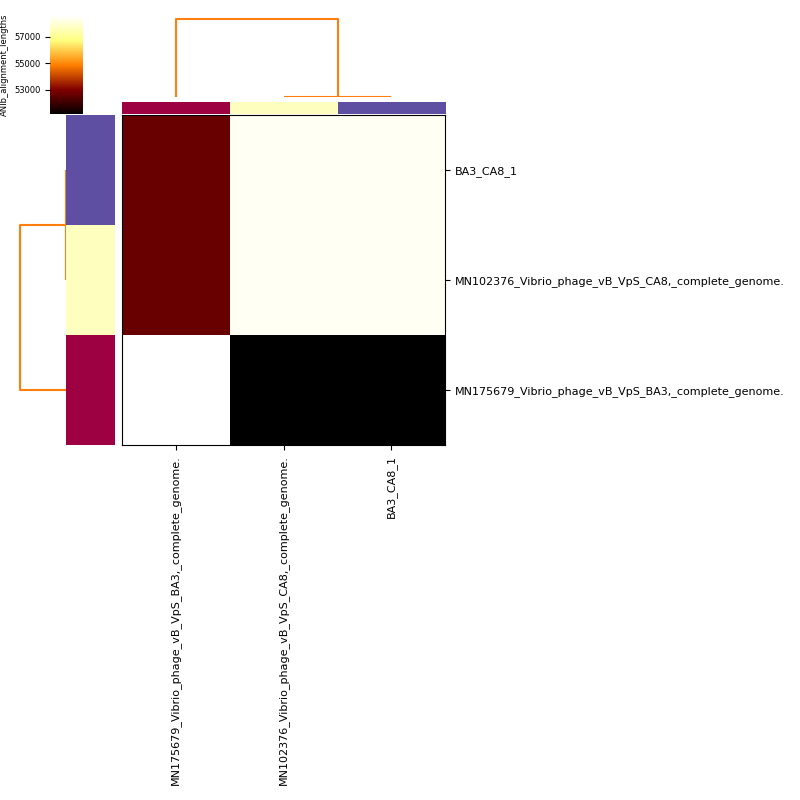 ANIb_alignment_lengths
57000
55000
53000
BA3_CA8_1
MN102376_Vibrio_phage_vB_VpS_CA8,_complete_genome.
MN175679_Vibrio_phage_vB_VpS_BA3,_complete_genome.
MN175679_Vibrio_phage_vB_VpS_BA3,_complete_genome.
MN102376_Vibrio_phage_vB_VpS_CA8,_complete_genome.
BA3_CA8_1